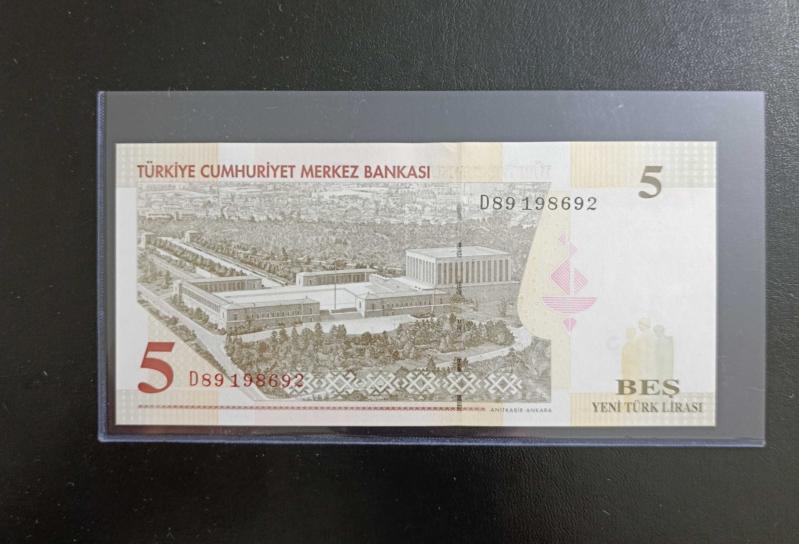 TÜRKİYE CUMHURİYET MERKEZ BANKASI
5
D89198692
5
D89198692
ANITKABİR-ANKARA
BEŞ
YENİ TÜRK LİRASI